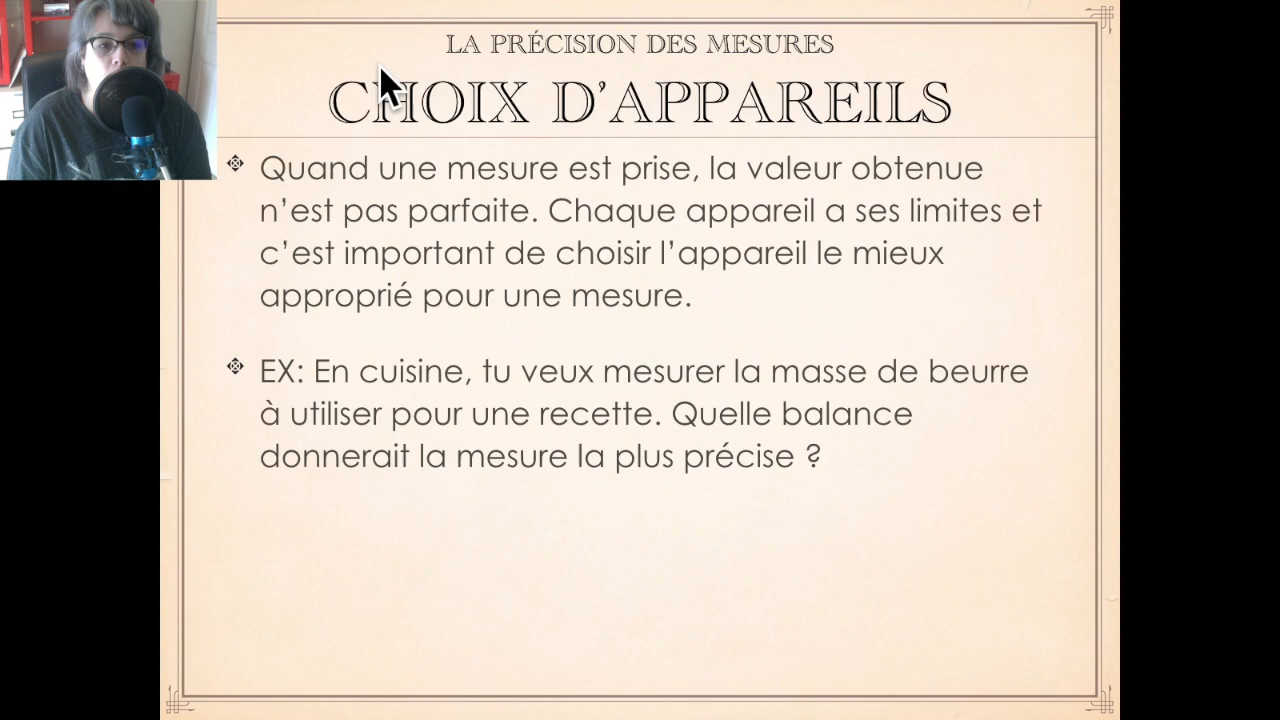 LA PRÉCISION DES MESURES
CHOIX D’APPAREILS
Quand une mesure est prise, la valeur obtenue
n’est pas parfaite. Chaque appareil a ses limites et
c’est important de choisir l’appareil le mieux
approprié pour une mesure.
EX: En cuisine, tu veux mesurer la masse de beurre
à utiliser pour une recette. Quelle balance
donnerait la mesure la plus précise ?